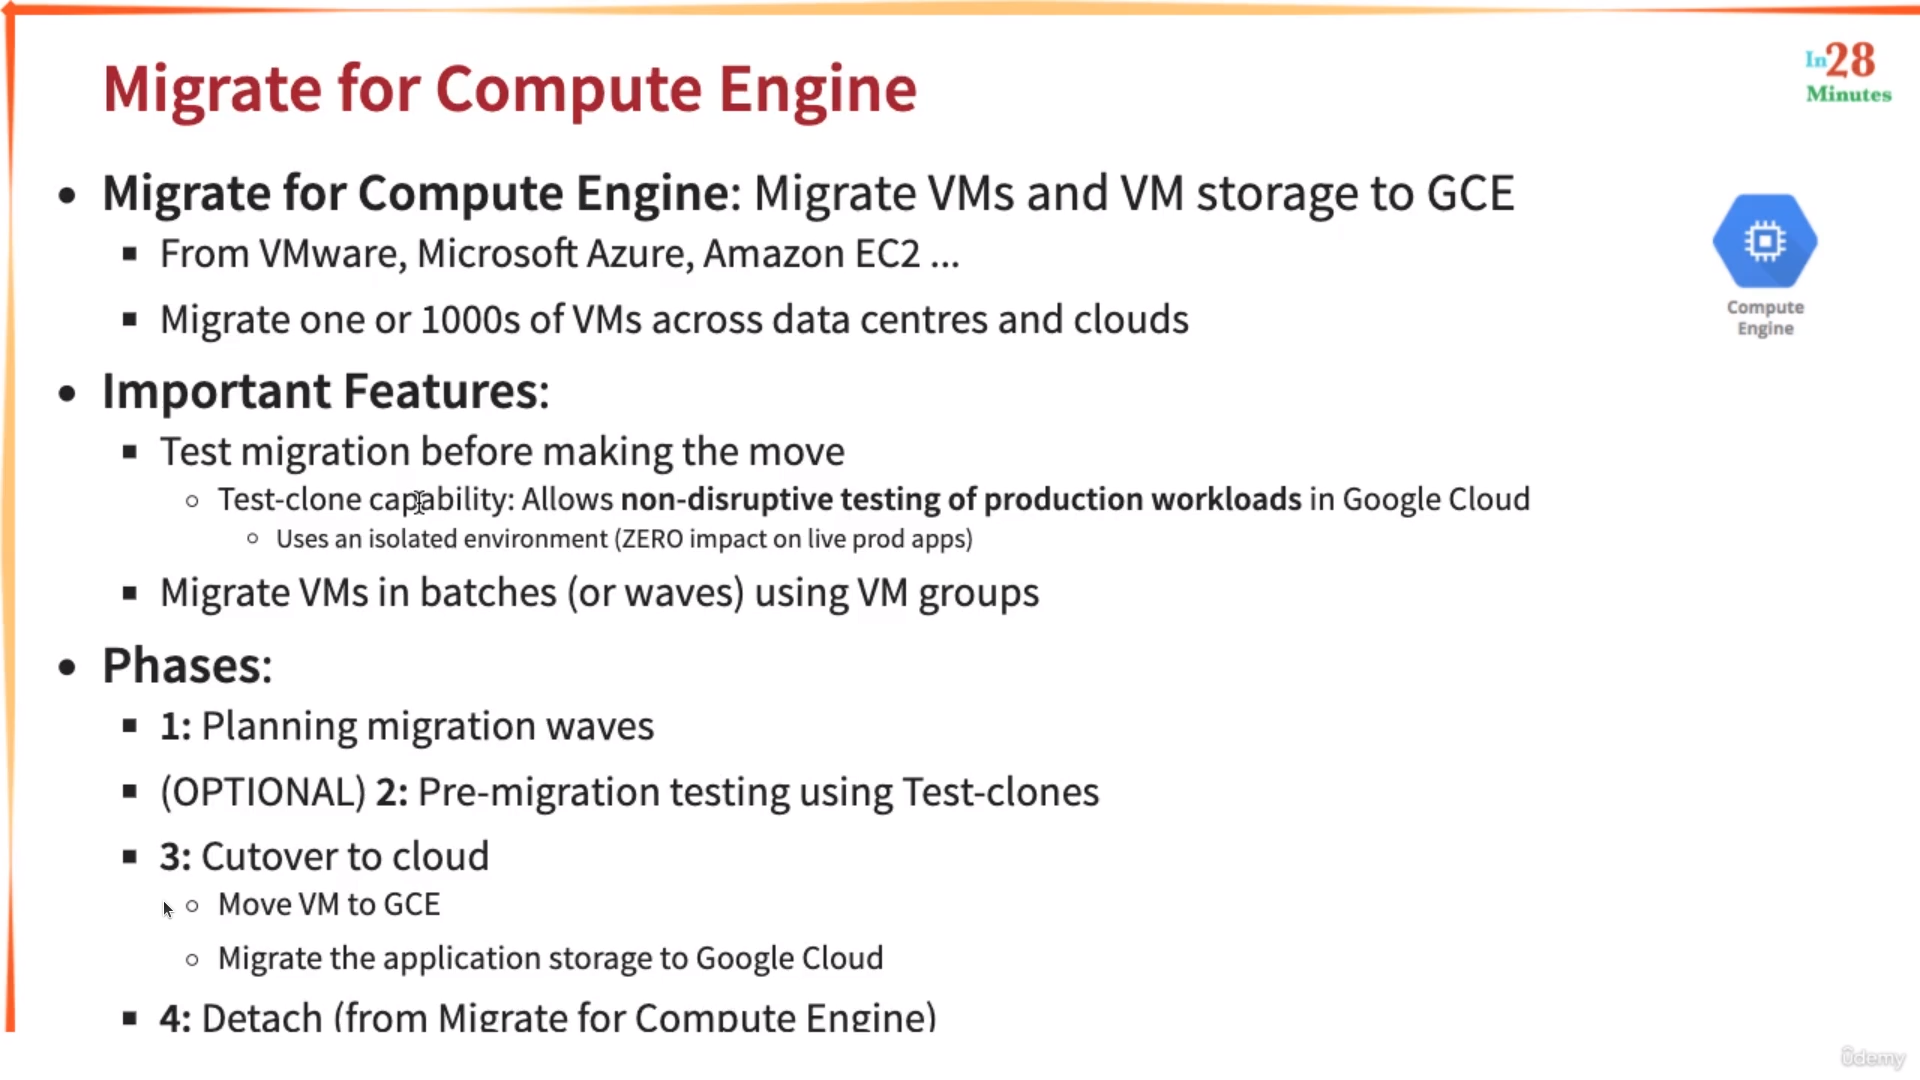 Migrate for Compute Engine
In28
Minutes
• Migrate for Compute Engine: Migrate VMs and VM storage to GCE
▪ From VMware, Microsoft Azure, Amazon EC2 ...
▪ Migrate one or 1000s of VMs across data centres and clouds
Compute
Engine
• Important Features:
▪ Test migration before making the move
○ Test-clone capability: Allows non-disruptive testing of production workloads in Google Cloud
○ Uses an isolated environment (ZERO impact on live prod apps)
▪ Migrate VMs in batches (or waves) using VM groups
• Phases:
▪ 1: Planning migration waves
▪ (OPTIONAL) 2: Pre-migration testing using Test-clones
▪ 3: Cutover to cloud
○ Move VM to GCE
○ Migrate the application storage to Google Cloud
▪ 4: Detach (from Migrate for Compute Engine)
ûdemy